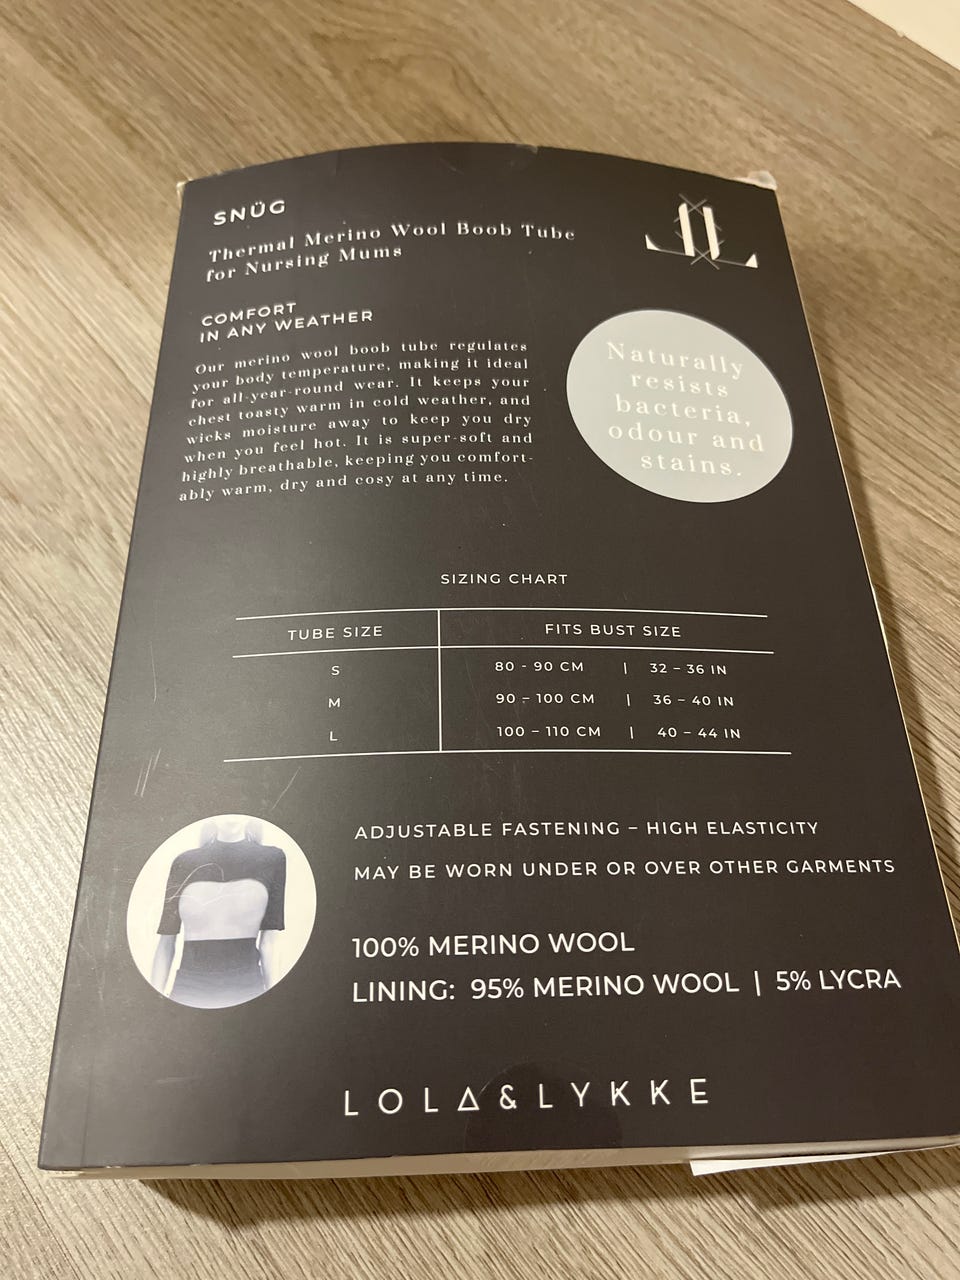 SNÜG
Thermal Merino Wool Boob Tube
for Nursing Mums
COMFORT
IN ANY WEATHER
Our merino wool boob tube regulates
your body temperature, making it ideal
for all-year-round wear. It keeps your
chest toasty warm in cold weather, and
wicks moisture away to keep you dry
when you feel hot. It is super-soft and
highly breathable, keeping you comfort-
ably warm, dry and cosy at any time.
Naturally
resists
bacteria,
odour and
stains.
SIZING CHART
TUBE SIZE FITS BUST SIZE
S 80 - 90 CM | 32 – 36 IN
M 90 – 100 CM | 36 – 40 IN
L 100 – 110 CM | 40 – 44 IN
ADJUSTABLE FASTENING – HIGH ELASTICITY
MAY BE WORN UNDER OR OVER OTHER GARMENTS
100% MERINO WOOL
LINING: 95% MERINO WOOL | 5% LYCRA
LOLA&LYKKE